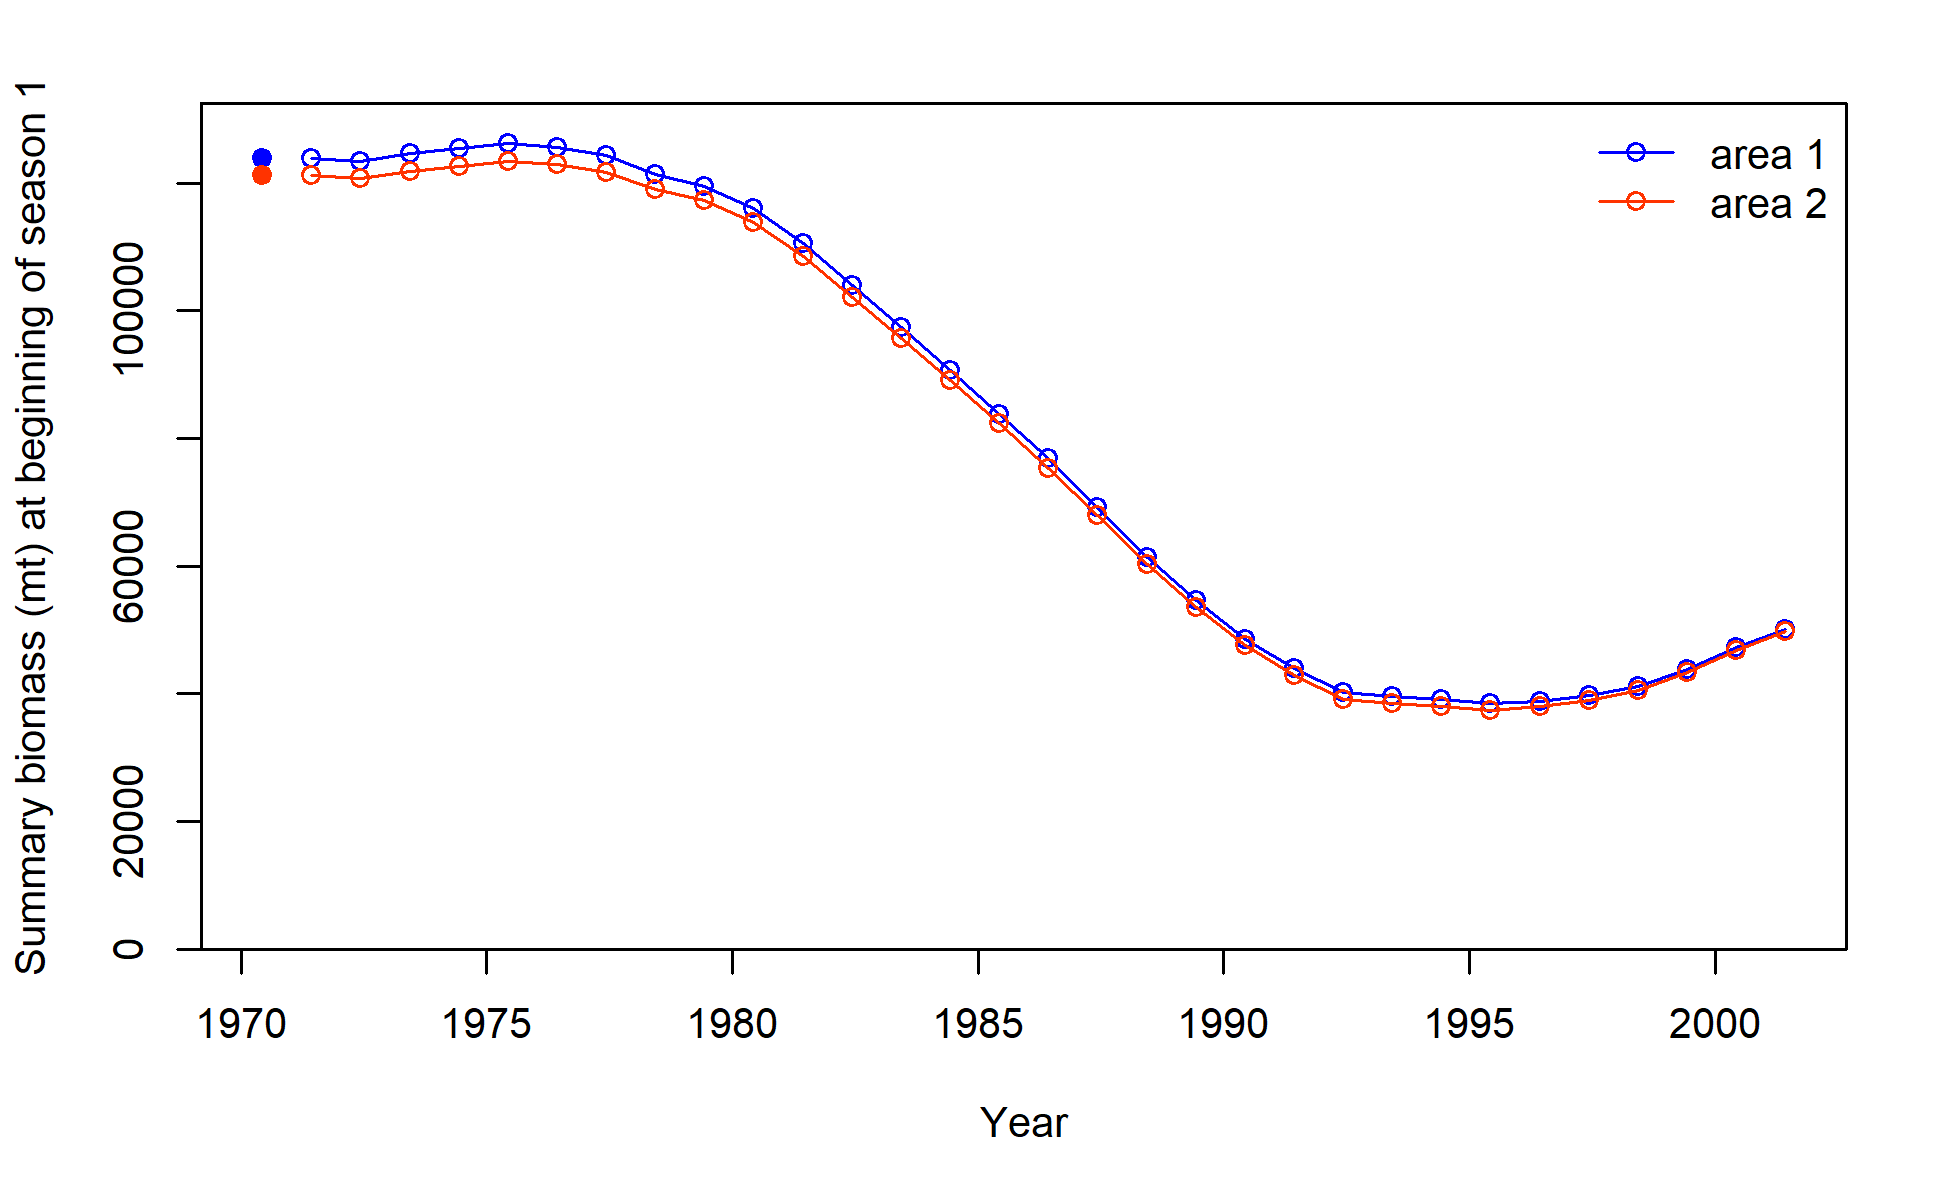 Summary biomass (mt) at beginning of season 1
area 1
area 2
100000
60000
20000
0
1970 1975 1980 1985 1990 1995 2000
Year